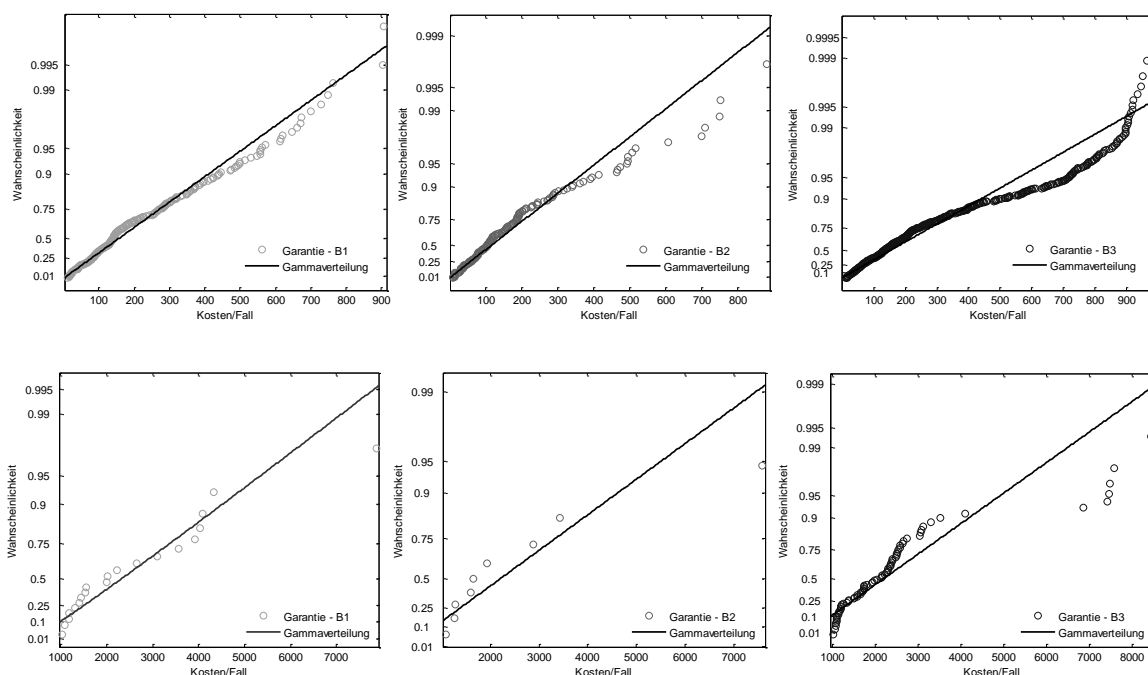 0.995
0.99
0.95
0.9
0.75
0.5
0.25
0.01
Wahrscheinlichkeit
Garantie - B1
Gammaverteilung
100 200 300 400 500 600 700 800 900
Kosten/Fall
0.999
0.995
0.99
0.95
0.9
0.75
0.5
0.25
0.01
Wahrscheinlichkeit
Garantie - B2
Gammaverteilung
100 200 300 400 500 600 700 800
Kosten/Fall
0.9995
0.999
0.995
0.99
0.95
0.9
0.75
0.5
0.25
0.1
Wahrscheinlichkeit
Garantie - B3
Gammaverteilung
100 200 300 400 500 600 700 800 900
Kosten/Fall
0.995
0.99
0.95
0.9
0.75
0.5
0.25
0.1
0.01
Wahrscheinlichkeit
Garantie - B1
Gammaverteilung
1000 2000 3000 4000 5000 6000 7000
Kosten/Fall
0.99
0.95
0.9
0.75
0.5
0.25
0.1
0.01
Wahrscheinlichkeit
Garantie - B2
Gammaverteilung
2000 3000 4000 5000 6000 7000
Kosten/Fall
0.999
0.995
0.99
0.95
0.9
0.75
0.5
0.25
0.1
0.01
Wahrscheinlichkeit
Garantie - B3
Gammaverteilung
1000 2000 3000 4000 5000 6000 7000 8000
Kosten/Fall